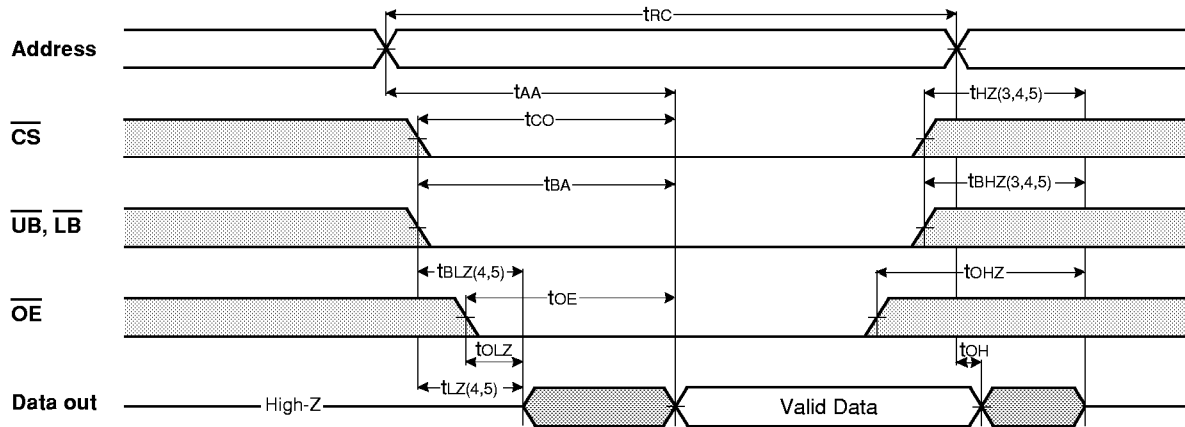 tRC
Address
tAA
tHZ(3,4,5)
CS
tCO
tBA
tBHZ(3,4,5)
UB, LB
tBLZ(4,5)
tOHZ
OE
tOE
tOLZ
tOH
tLZ(4,5)
Data out
High-Z
Valid Data